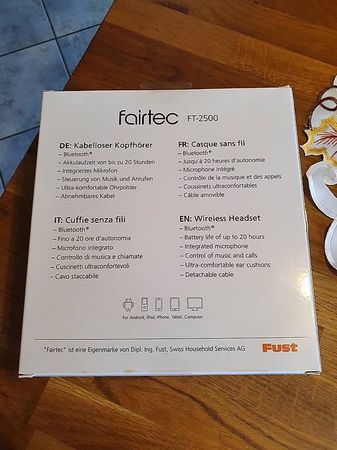 fairtec FT-2500
DE: Kabelloser Kopfhörer
– Bluetooth®
– Akkulaufzeit von bis zu 20 Stunden
– Integriertes Mikrofon
– Steuerung von Musik und Anrufen
– Ultra-komfortable Ohrpolster
– Abnehmbares Kabel
FR: Casque sans fil
– Bluetooth®
– Jusqu'à 20 heures d'autonomie
– Microphone intégré
– Contrôle de la musique et des appels
– Coussinets ultraconfortables
– Câble amovible
IT: Cuffie senza fili
– Bluetooth®
– Fino a 20 ore d'autonomia
– Microfono integrato
– Controllo di musica e chiamate
– Cuscinetti ultraconfortevoli
– Cavo staccabile
EN: Wireless Headset
– Bluetooth®
– Battery life of up to 20 hours
– Integrated microphone
– Control of music and calls
– Ultra-comfortable ear cushions
– Detachable cable
For Android, iPad, iPhone, Tablet, Computer
"Fairtec" ist eine Eigenmarke von Dipl. Ing. Fust, Swiss Household Services AG
Fust